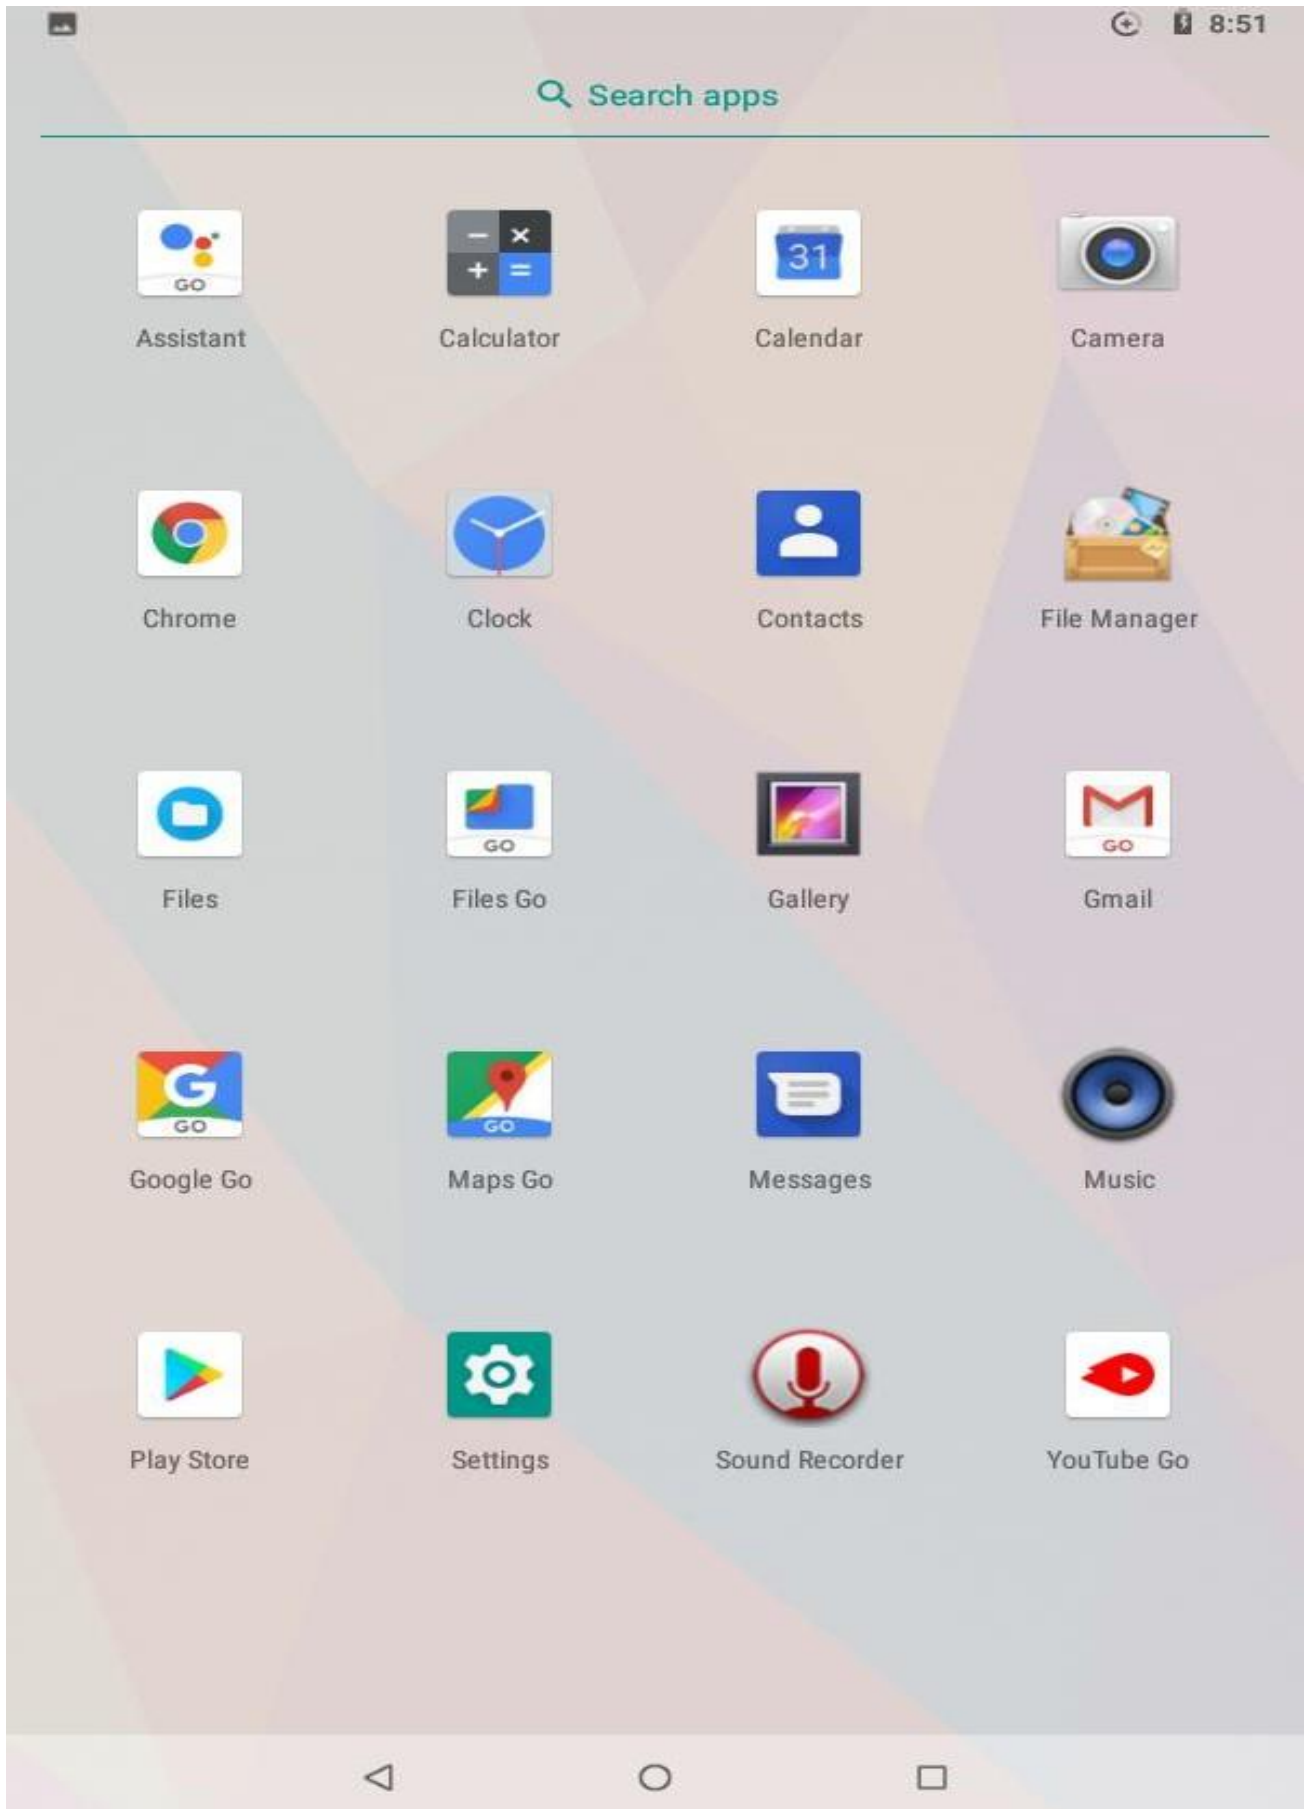 8:51
Search apps
GO
31
Assistant Calculator Calendar Camera
Chrome Clock Contacts File Manager
GO GO
Files Files Go Gallery Gmail
G
GO GO
Google Go Maps Go Messages Music
Play Store Settings Sound Recorder YouTube Go